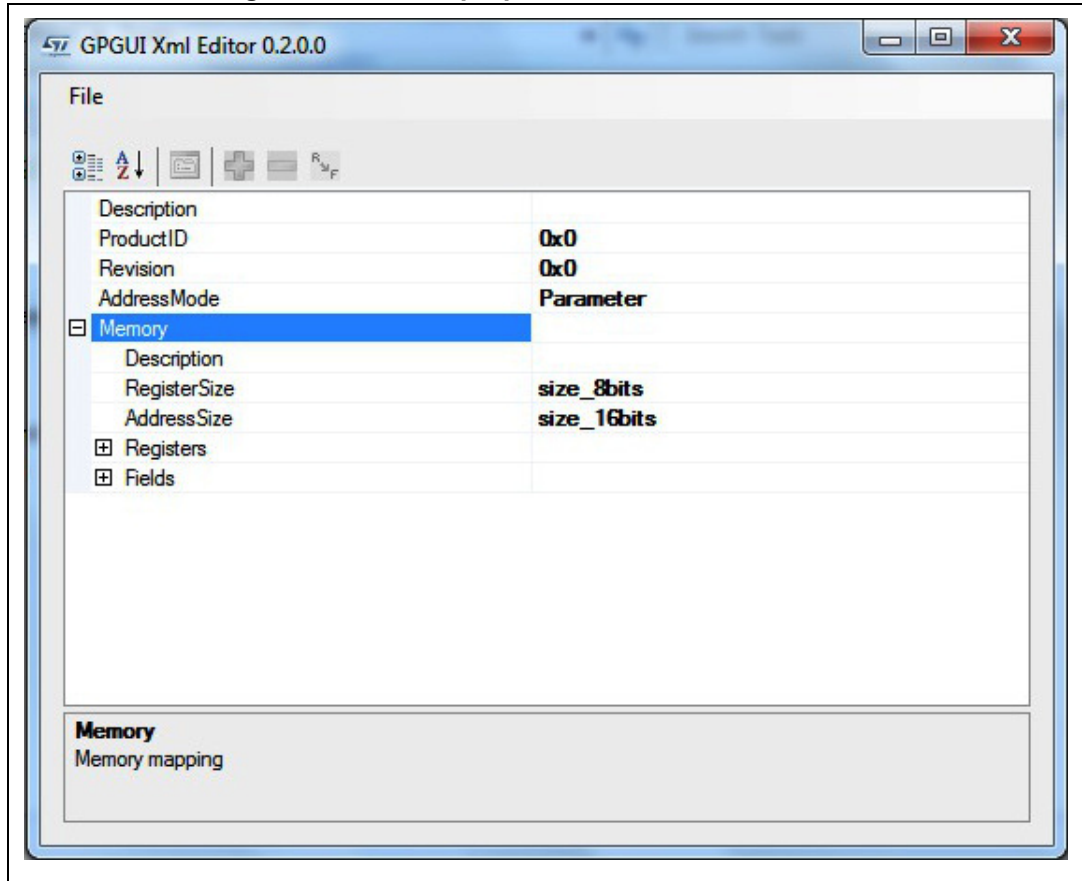 GPGUI Xml Editor 0.2.0.0
File
Description
ProductID 0x0
Revision 0x0
AddressMode Parameter
Memory
Description
RegisterSize size_8bits
AddressSize size_16bits
Registers
Fields
Memory
Memory mapping